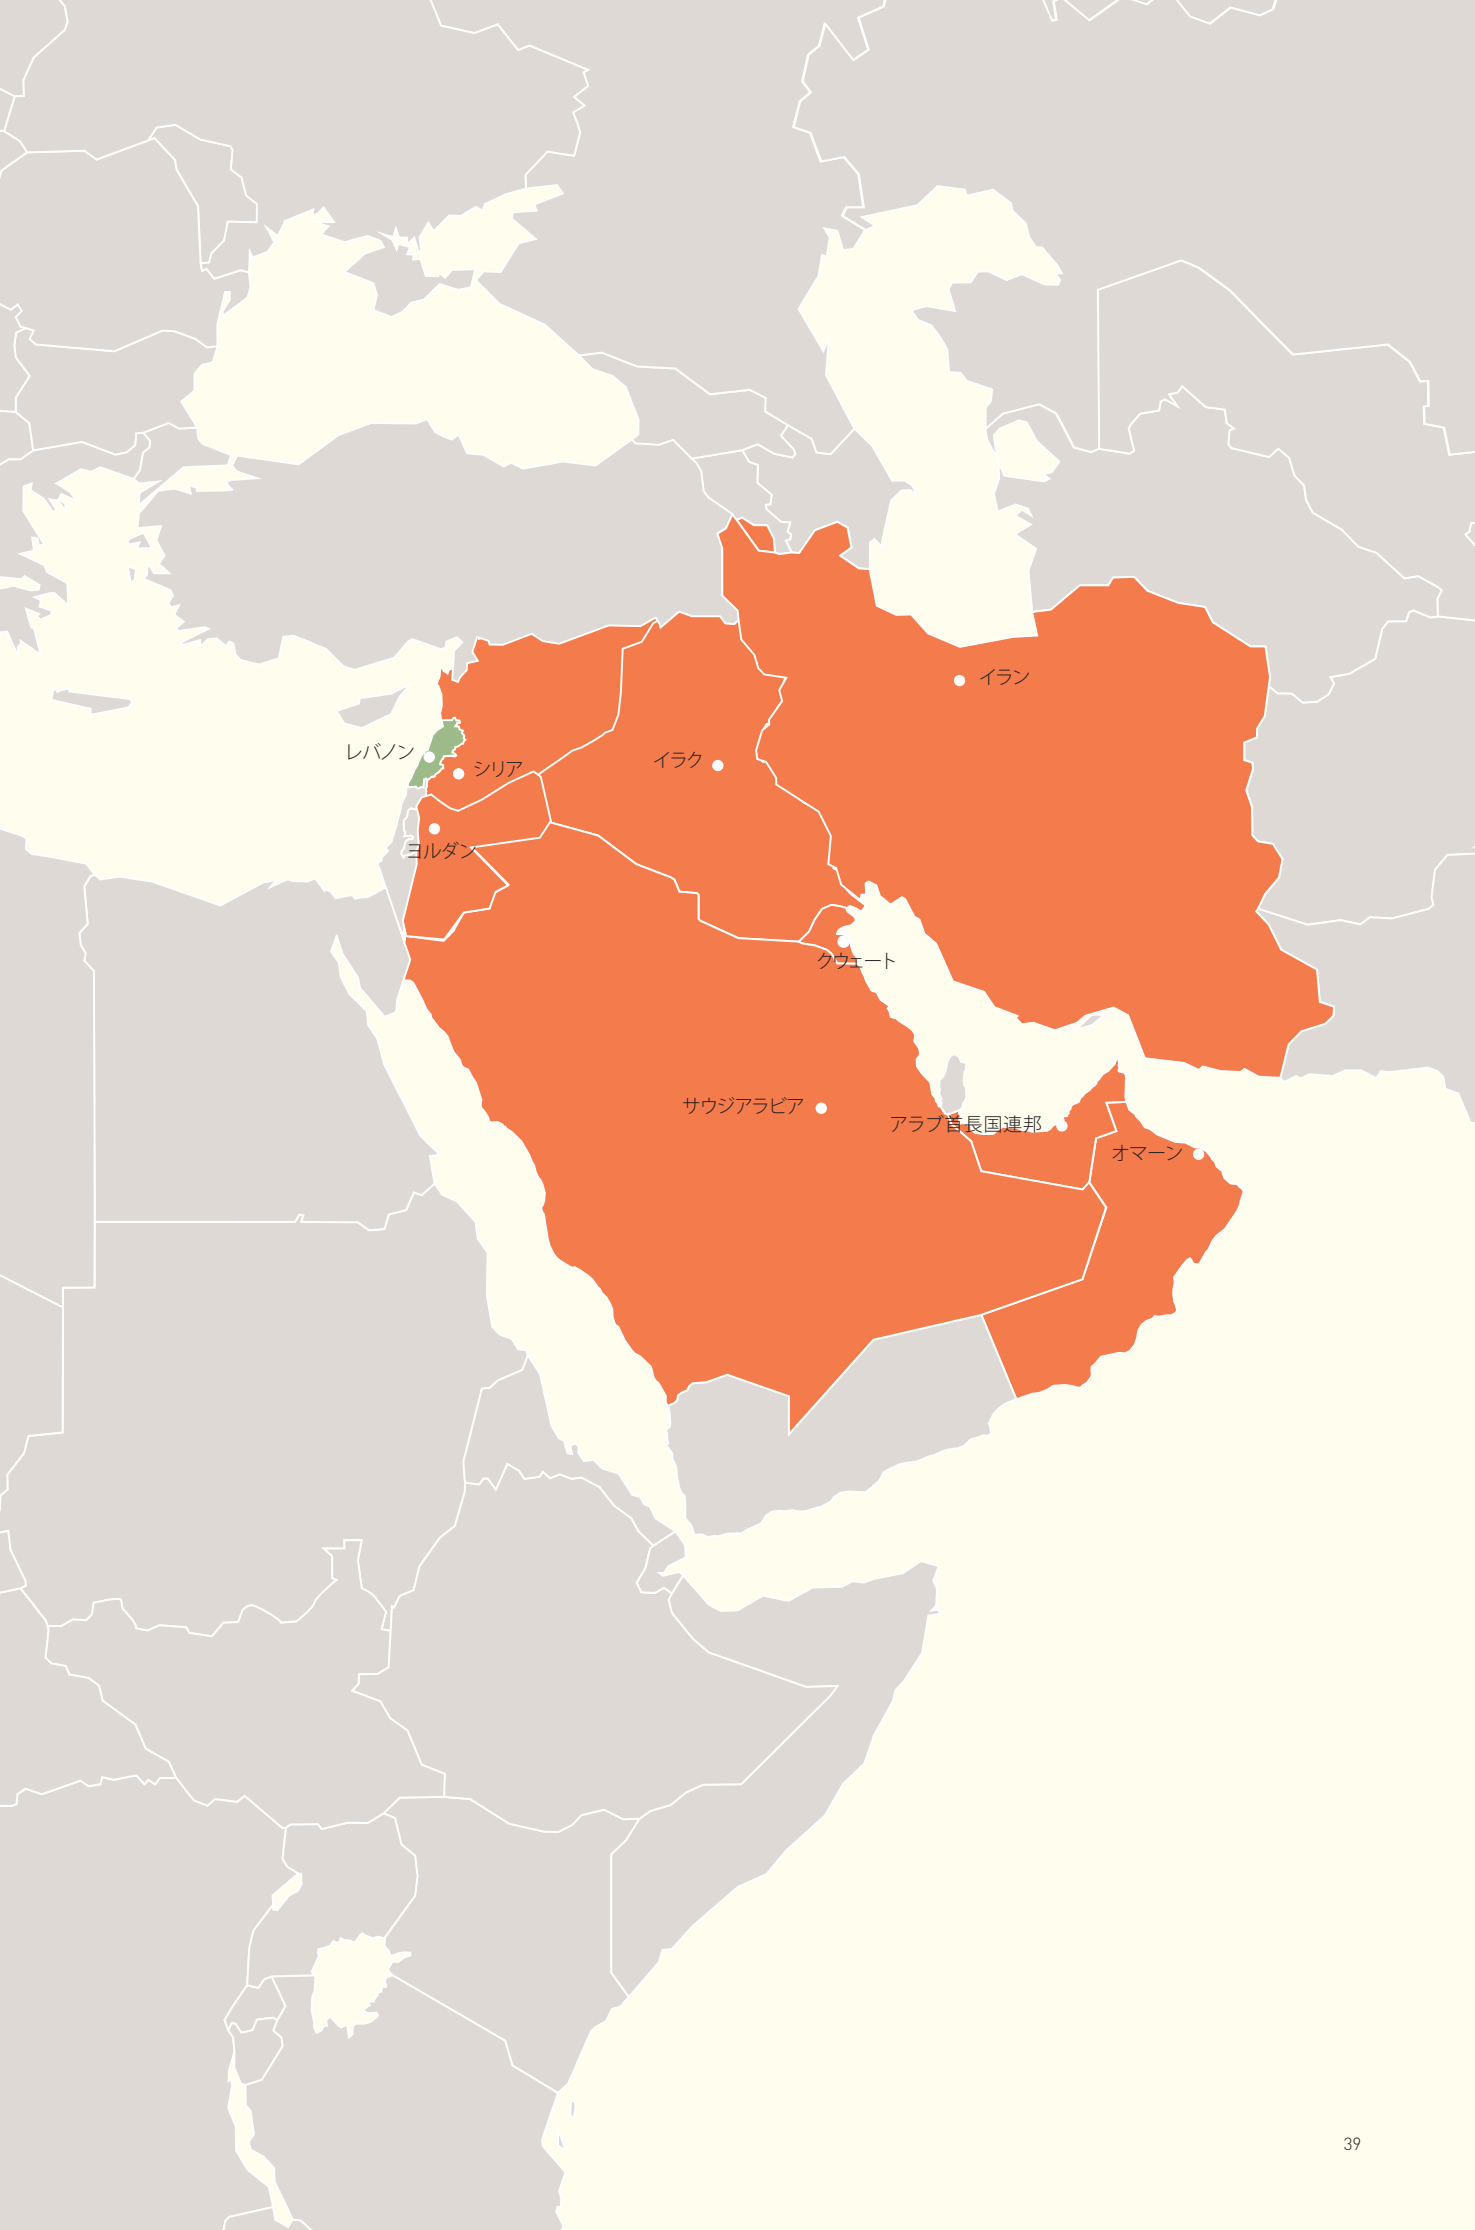 イラン
レバノン
イラク
シリア
ヨルダン
クウェート
サウジアラビア
アラブ首長国連邦
オマーン
39